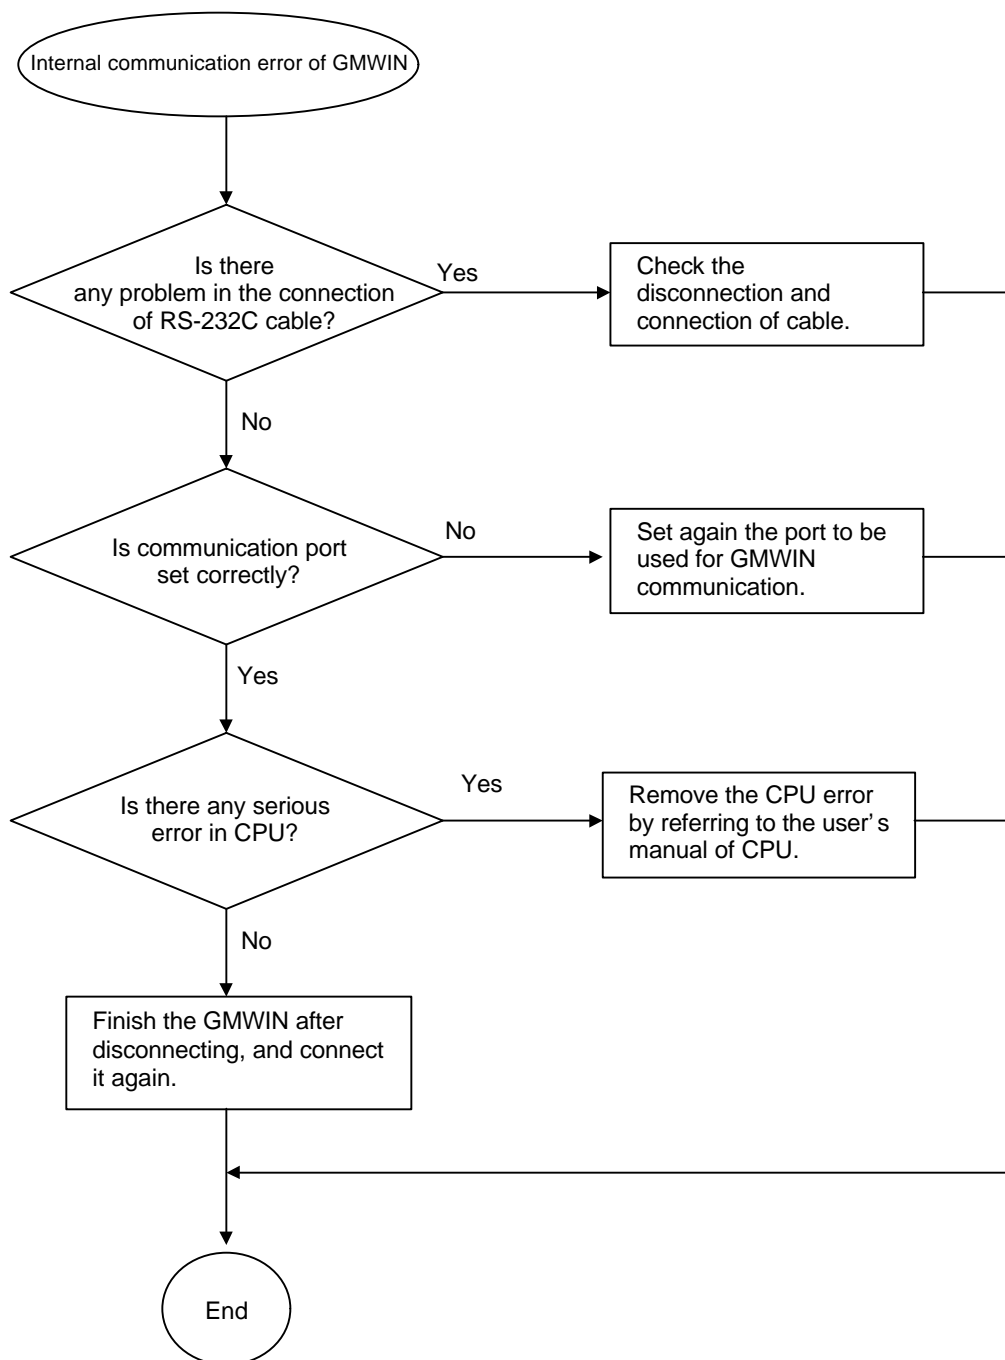 Internal communication error of GMWIN
Is there
any problem in the connection
of RS-232C cable?
Yes
Check the
disconnection and
connection of cable.
No
Is communication port
set correctly?
No
Set again the port to be
used for GMWIN
communication.
Yes
Is there any serious
error in CPU?
Yes
Remove the CPU error
by referring to the user's
manual of CPU.
No
Finish the GMWIN after
disconnecting, and connect
it again.
End